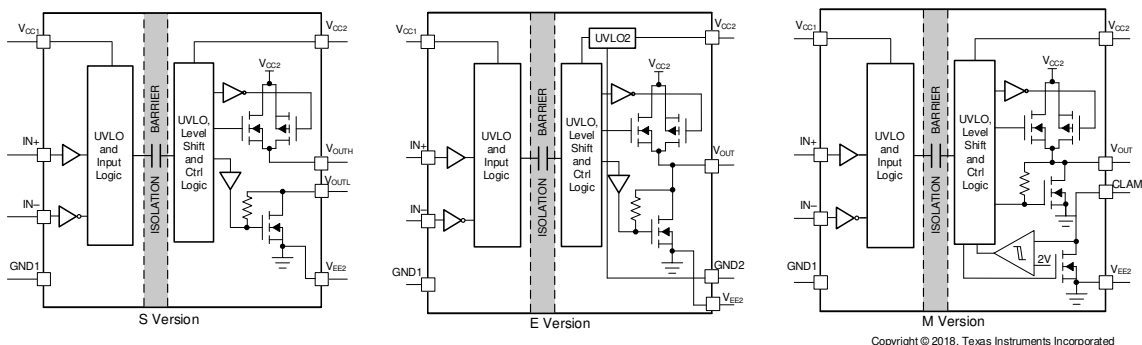 VCC1
VCC2
UVLO
and
Input
Logic
ISOLATION
BARRIER
UVLO,
Level
Shift
and
Ctrl
Logic
VCC2
IN+
IN–
GND1
VOUTH
VOUTL
VEE2
S Version
VCC1
VCC2
UVLO2
UVLO
and
Input
Logic
ISOLATION
BARRIER
UVLO,
Level
Shift
and
Ctrl
Logic
VCC2
IN+
IN–
GND1
VOUT
GND2
VEE2
E Version
VCC1
VCC2
UVLO
and
Input
Logic
ISOLATION
BARRIER
UVLO,
Level
Shift
and
Ctrl
Logic
VCC2
IN+
IN–
GND1
VOUT
CLAM
2V
VEE2
M Version
Copyright © 2018, Texas Instruments Incorporated